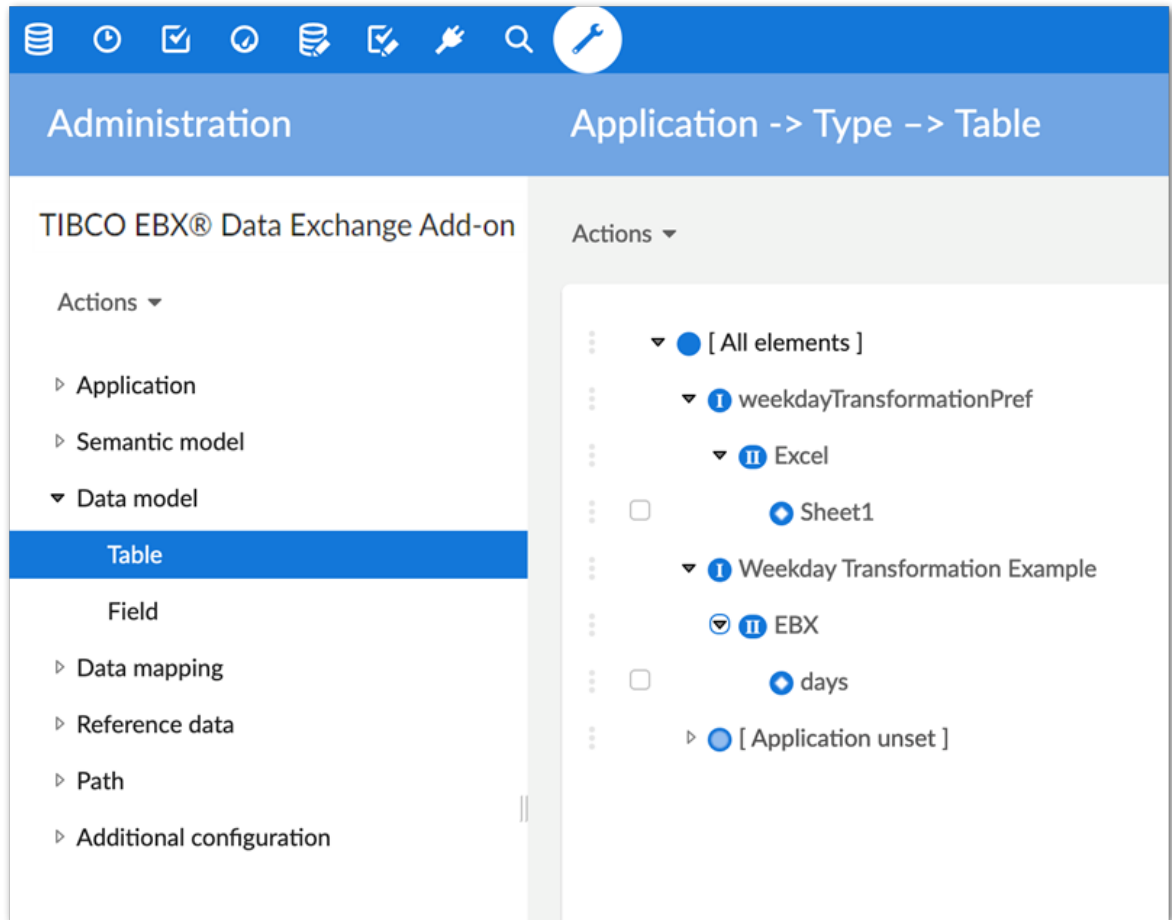 Administration
Application -> Type –> Table
TIBCO EBX® Data Exchange Add-on
Actions
Application
Semantic model
Data model
Table
Field
Data mapping
Reference data
Path
Additional configuration
Actions
[ All elements ]
I weekdayTransformationPref
II Excel
Sheet1
I Weekday Transformation Example
II EBX
days
[ Application unset ]